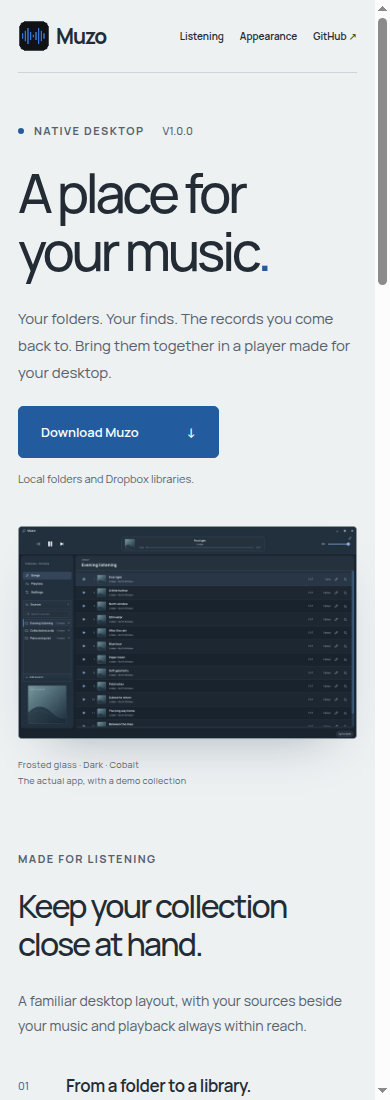 Muzo
Listening Appearance GitHub ↗
NATIVE DESKTOP V1.0.0
A place for
your music.
Your folders. Your finds. The records you come
back to. Bring them together in a player made for
your desktop.
Download Muzo ↓
Local folders and Dropbox libraries.
Evening listening
Frosted glass · Dark · Cobalt
The actual app, with a demo collection
MADE FOR LISTENING
Keep your collection
close at hand.
A familiar desktop layout, with your sources beside
your music and playback always within reach.
01 From a folder to a library.